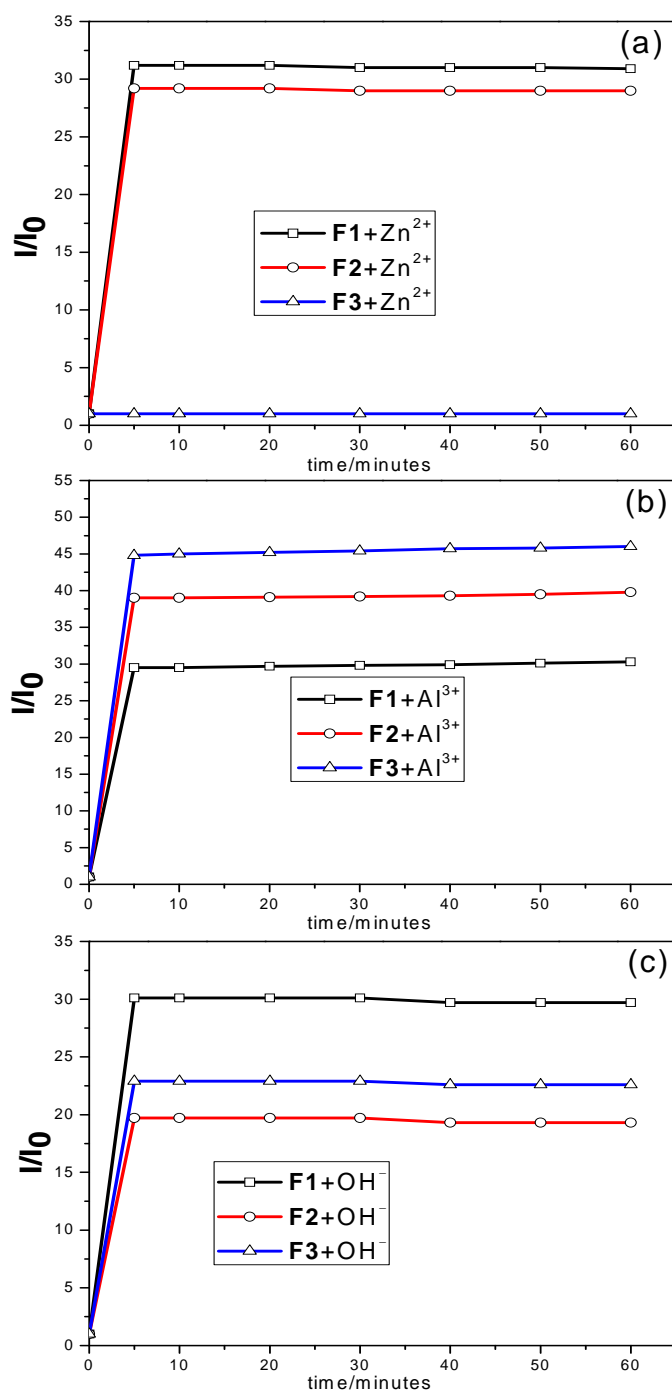 (a)
35
30
25
20
15
10
5
0
I/I0
F1+Zn2+
F2+Zn2+
F3+Zn2+
0 10 20 30 40 50 60
time/minutes
(b)
55
50
45
40
35
30
25
20
15
10
5
0
I/I0
F1+Al3+
F2+Al3+
F3+Al3+
0 10 20 30 40 50 60
time/minutes
(c)
35
30
25
20
15
10
5
0
I/I0
F1+OH−
F2+OH−
F3+OH−
0 10 20 30 40 50 60
time/minutes